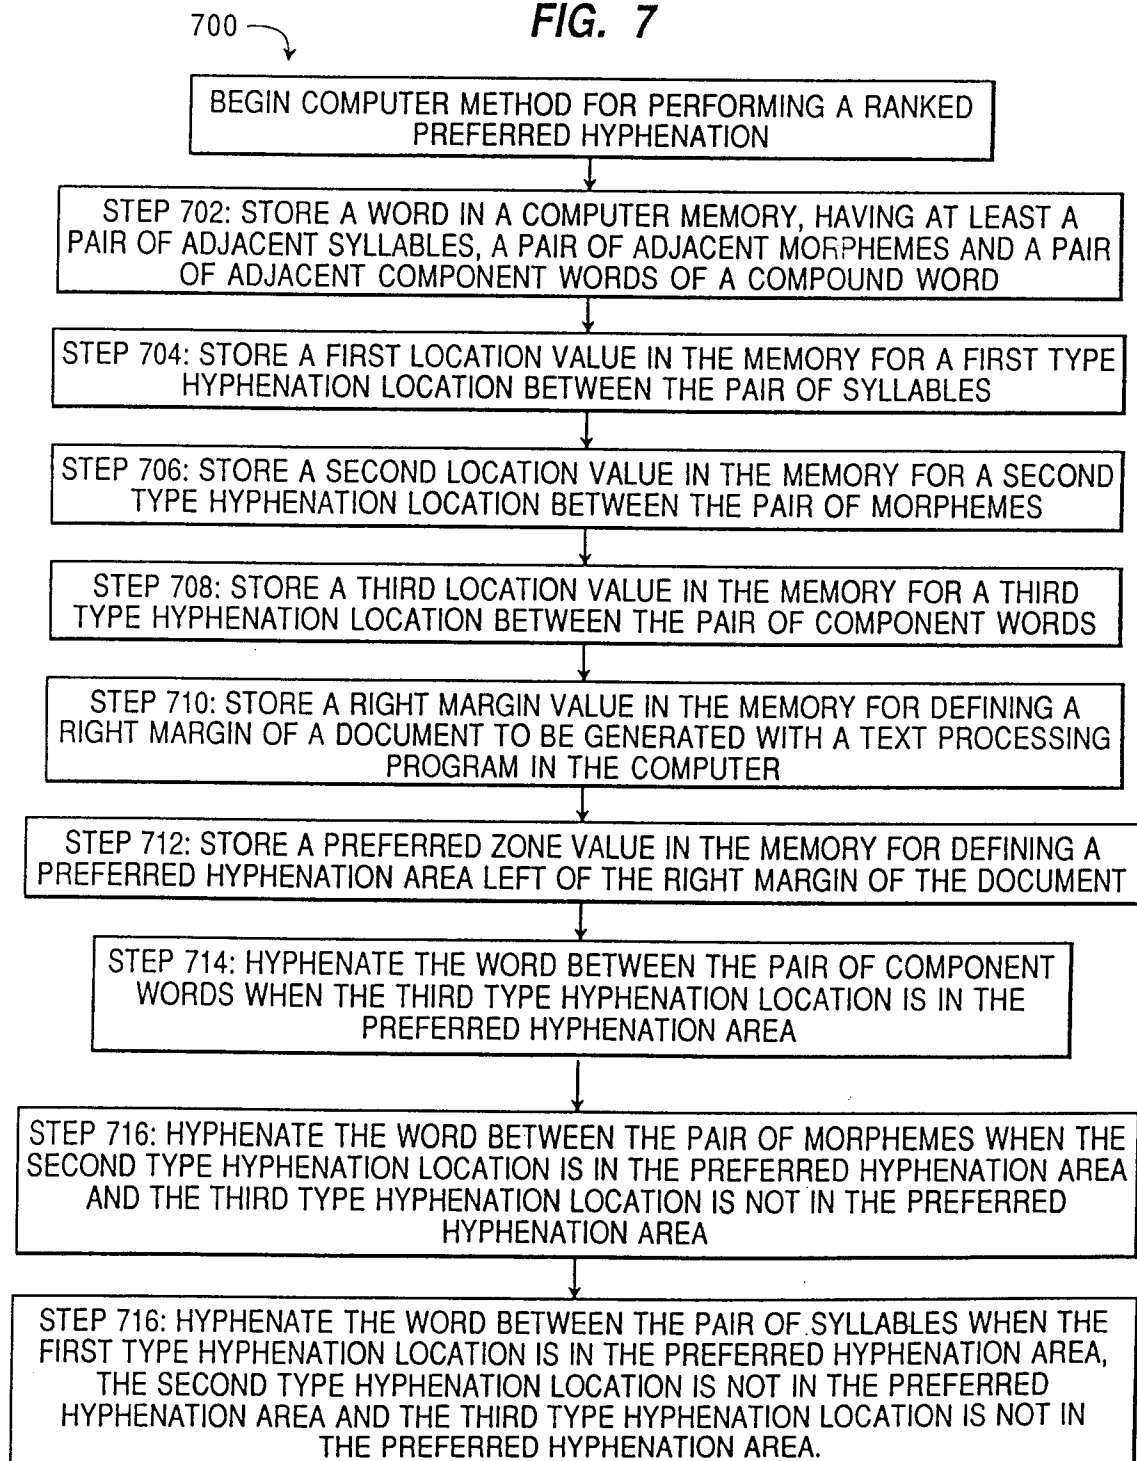 FIG. 7
700
BEGIN COMPUTER METHOD FOR PERFORMING A RANKED
PREFERRED HYPHENATION
STEP 702: STORE A WORD IN A COMPUTER MEMORY, HAVING AT LEAST A
PAIR OF ADJACENT SYLLABLES, A PAIR OF ADJACENT MORPHEMES AND A PAIR
OF ADJACENT COMPONENT WORDS OF A COMPOUND WORD
STEP 704: STORE A FIRST LOCATION VALUE IN THE MEMORY FOR A FIRST TYPE
HYPHENATION LOCATION BETWEEN THE PAIR OF SYLLABLES
STEP 706: STORE A SECOND LOCATION VALUE IN THE MEMORY FOR A SECOND
TYPE HYPHENATION LOCATION BETWEEN THE PAIR OF MORPHEMES
STEP 708: STORE A THIRD LOCATION VALUE IN THE MEMORY FOR A THIRD
TYPE HYPHENATION LOCATION BETWEEN THE PAIR OF COMPONENT WORDS
STEP 710: STORE A RIGHT MARGIN VALUE IN THE MEMORY FOR DEFINING A
RIGHT MARGIN OF A DOCUMENT TO BE GENERATED WITH A TEXT PROCESSING
PROGRAM IN THE COMPUTER
STEP 712: STORE A PREFERRED ZONE VALUE IN THE MEMORY FOR DEFINING A
PREFERRED HYPHENATION AREA LEFT OF THE RIGHT MARGIN OF THE DOCUMENT
STEP 714: HYPHENATE THE WORD BETWEEN THE PAIR OF COMPONENT
WORDS WHEN THE THIRD TYPE HYPHENATION LOCATION IS IN THE
PREFERRED HYPHENATION AREA
STEP 716: HYPHENATE THE WORD BETWEEN THE PAIR OF MORPHEMES WHEN THE
SECOND TYPE HYPHENATION LOCATION IS IN THE PREFERRED HYPHENATION AREA
AND THE THIRD TYPE HYPHENATION LOCATION IS NOT IN THE PREFERRED
HYPHENATION AREA
STEP 716: HYPHENATE THE WORD BETWEEN THE PAIR OF SYLLABLES WHEN THE
FIRST TYPE HYPHENATION LOCATION IS IN THE PREFERRED HYPHENATION AREA,
THE SECOND TYPE HYPHENATION LOCATION IS NOT IN THE PREFERRED
HYPHENATION AREA AND THE THIRD TYPE HYPHENATION LOCATION IS NOT IN
THE PREFERRED HYPHENATION AREA.